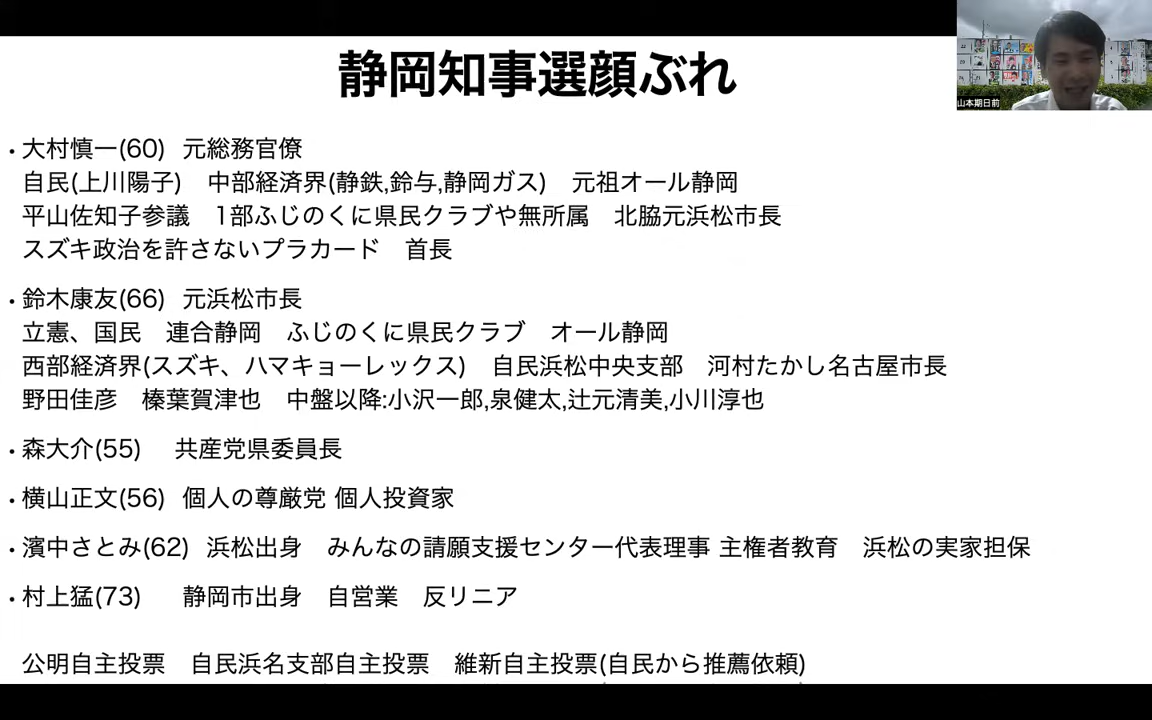 静岡知事選顔ぶれ
山本期日前
・大村慎一(60) 元総務官僚
自民(上川陽子) 中部経済界(静鉄,鈴与,静岡ガス) 元祖オール静岡
平山佐知子参議 1部ふじのくに県民クラブや無所属 北脇元浜松市長
スズキ政治を許さないプラカード 首長
・鈴木康友(66) 元浜松市長
立憲、国民 連合静岡 ふじのくに県民クラブ オール静岡
西部経済界(スズキ、ハマキョーレックス) 自民浜松中央支部 河村たかし名古屋市長
野田佳彦 榛葉賀津也 中盤以降:小沢一郎,泉健太,辻元清美,小川淳也
・森大介(55) 共産党県委員長
・横山正文(56) 個人の尊厳党 個人投資家
・濱中さとみ(62) 浜松出身 みんなの請願支援センター代表理事 主権者教育 浜松の実家担保
・村上猛(73) 静岡市出身 自営業 反リニア
公明自主投票 自民浜名支部自主投票 維新自主投票(自民から推薦依頼)